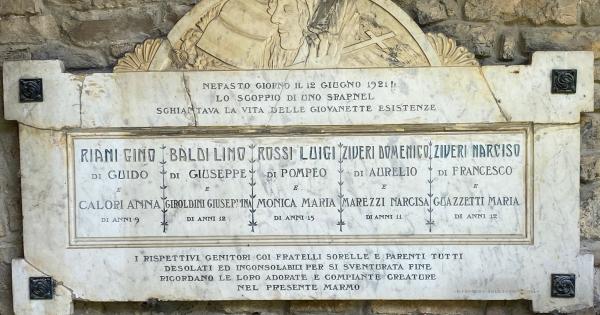 NEFASTO GIORNO IL 12 GIUGNO 1921!
LO SCOPPIO DI UNO SRAPNEL
SCHIANTAVA LA VITA DELLE GIOVANETTE ESISTENZE
RIANI GINO
DI GUIDO
E
CALORI ANNA
DI ANNI 9
BALDI LINO
DI GIUSEPPE
E
GIROLDINI GIUSEPP.INA
DI ANNI 12
ROSSI LUIGI
DI POMPEO
E
MONICA MARIA
DI ANNI 15
ZIVERI DOMENICO
DI AURELIO
E
MAREZZI NARCISA
DI ANNI 11
ZIVERI NARCISO
DI FRANCESCO
E
GUAZZETTI MARIA
DI ANNI 12
I RISPETTIVI GENITORI COI FRATELLI SORELLE E PARENTI TUTTI
DESOLATI ED INCONSOLABILI PER SI SVENTURATA FINE
RICORDANO LE LORO ADORATE E COMPIANTE CREATURE
NEL PRESENTE MARMO